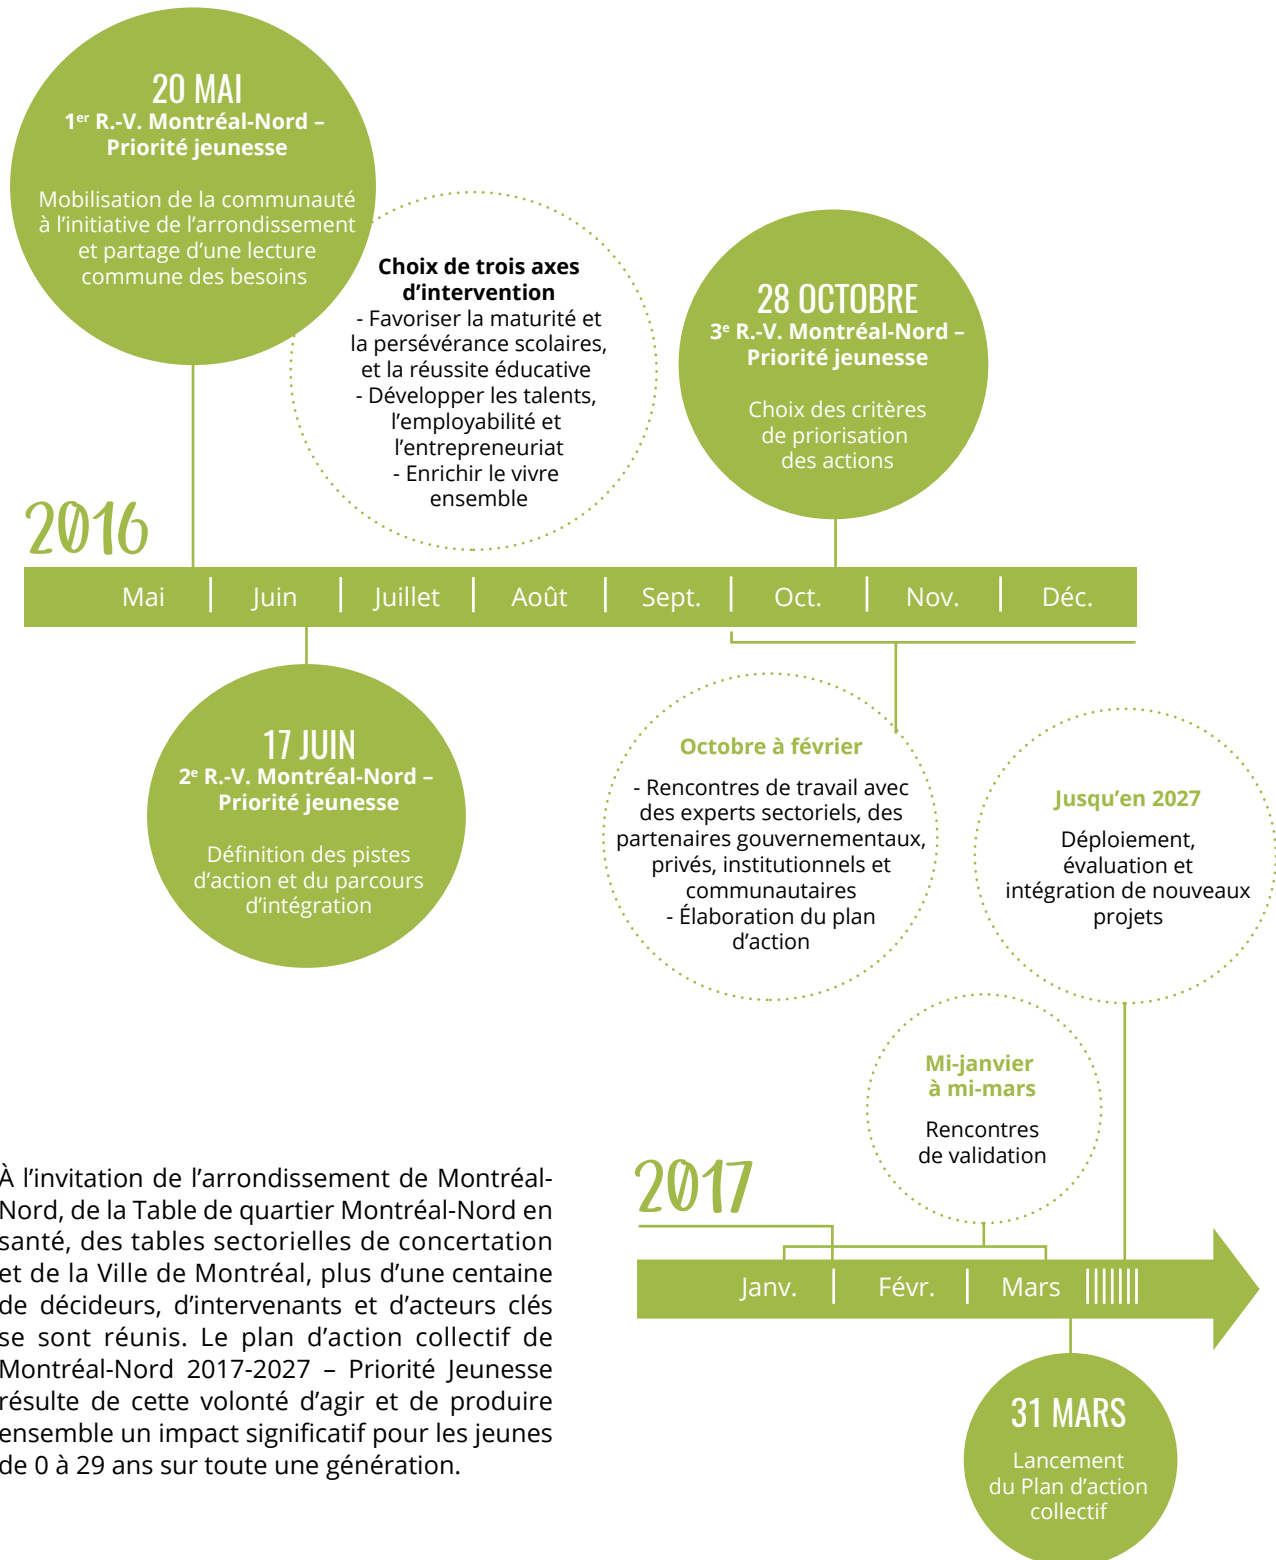 20 MAI
1er R.-V. Montréal-Nord –
Priorité jeunesse
Mobilisation de la communauté
à l’initiative de l’arrondissement
et partage d’une lecture
commune des besoins
Choix de trois axes
d’intervention
- Favoriser la maturité et
la persévérance scolaires,
et la réussite éducative
- Développer les talents,
l’employabilité et
l’entrepreneuriat
- Enrichir le vivre
ensemble
28 OCTOBRE
3e R.-V. Montréal-Nord –
Priorité jeunesse
Choix des critères
de priorisation
des actions
2016
Mai | Juin | Juillet | Août | Sept. | Oct. | Nov. | Déc.
17 JUIN
2e R.-V. Montréal-Nord –
Priorité jeunesse
Définition des pistes
d’action et du parcours
d’intégration
Octobre à février
- Rencontres de travail avec
des experts sectoriels, des
partenaires gouvernementaux,
privés, institutionnels et
communautaires
- Élaboration du plan
d’action
Jusqu’en 2027
Déploiement,
évaluation et
intégration de nouveaux
projets
Mi-janvier
à mi-mars
Rencontres
de validation
À l’invitation de l’arrondissement de Montréal-
Nord, de la Table de quartier Montréal-Nord en
santé, des tables sectorielles de concertation
et de la Ville de Montréal, plus d’une centaine
de décideurs, d’intervenants et d’acteurs clés
se sont réunis. Le plan d’action collectif de
Montréal-Nord 2017-2027 – Priorité Jeunesse
résulte de cette volonté d’agir et de produire
ensemble un impact significatif pour les jeunes
de 0 à 29 ans sur toute une génération.
2017
Janv. | Févr. | Mars
31 MARS
Lancement
du Plan d’action
collectif